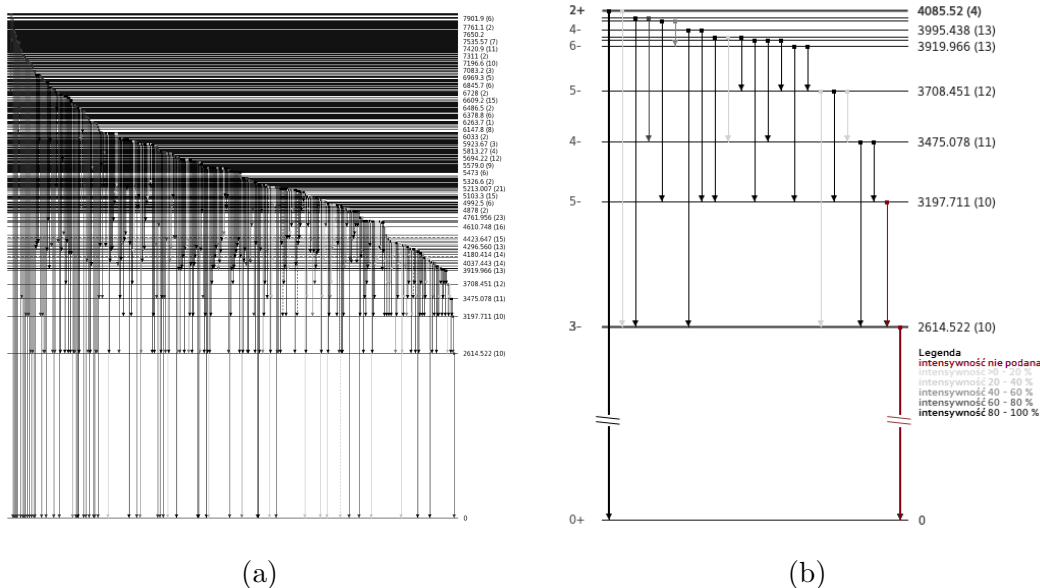 7901.9 (6)
7761.1 (2)
7650.2
7535.57 (7)
7420.9 (11)
7311 (2)
7196.6 (10)
7083.2 (3)
6969.3 (5)
6845.7 (6)
6728 (2)
6609.2 (15)
6486.5 (2)
6378.8 (6)
6263.7 (1)
6147.8 (8)
6033 (2)
5923.67 (3)
5813.27 (4)
5694.22 (12)
5579.0 (9)
5473 (6)
5326.6 (2)
5213.007 (21)
5103.3 (15)
4992.5 (6)
4878 (2)
4761.956 (23)
4610.748 (16)
4423.647 (15)
4296.560 (13)
4180.414 (14)
4037.443 (14)
3919.966 (13)
3708.451 (12)
3475.078 (11)
3197.711 (10)
2614.522 (10)
0
(a)
2+ 4085.52 (4)
4- 3995.438 (13)
6- 3919.966 (13)
5- 3708.451 (12)
4- 3475.078 (11)
5- 3197.711 (10)
3- 2614.522 (10)
Legenda
intensywność nie podana
intensywność >0 - 20 %
intensywność 20 - 40 %
intensywność 40 - 60 %
intensywność 60 - 80 %
intensywność 80 - 100 %
0+ 0
(b)